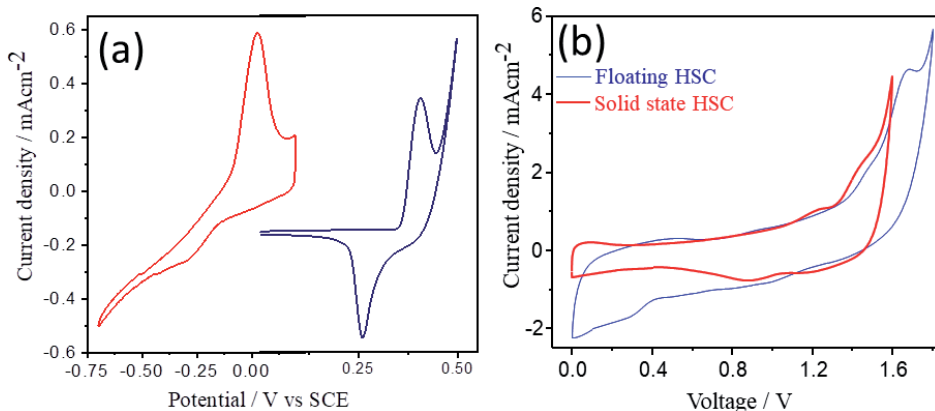 (a)
0.6
0.4
0.2
0.0
-0.2
-0.4
-0.6
Current density / mAcm-2
-0.75 -0.50 -0.25 0.00 0.25 0.50
Potential / V vs SCE
(b)
Floating HSC
Solid state HSC
6
4
2
0
-2
Current density / mAcm-2
0.0 0.4 0.8 1.2 1.6
Voltage / V